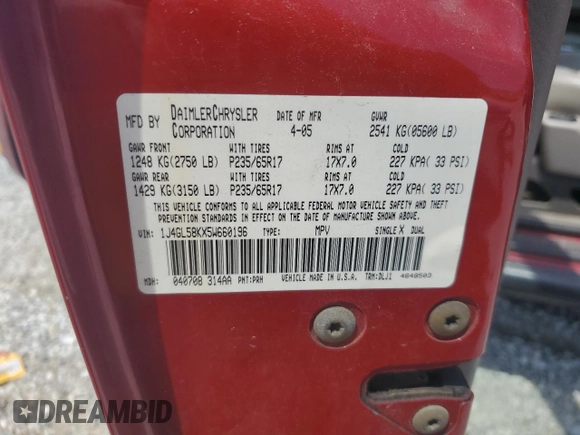 MFD BY DAIMLERCHRYSLER CORPORATION DATE OF MFR 4-05 GVWR 2541 KG(05600 LB)
GAWR FRONT WITH TIRES RIMS AT COLD
1248 KG(2750 LB) P235/65R17 17X7.0 227 KPA( 33 PSI)
GAWR REAR WITH TIRES RIMS AT COLD
1429 KG(3150 LB) P235/65R17 17X7.0 227 KPA( 33 PSI)
THIS VEHICLE CONFORMS TO ALL APPLICABLE FEDERAL MOTOR VEHICLE SAFETY AND THEFT
PREVENTION STANDARDS IN EFFECT ON THE DATE OF MANUFACTURE SHOWN ABOVE.
VIN: 1J4GL58KX5W660196 TYPE: MPV SINGLE X DUAL
MDH: 040708 314AA PNT:PRH VEHICLE MADE IN U.S.A. TRM:DLJ1 4648503
DREAMBID